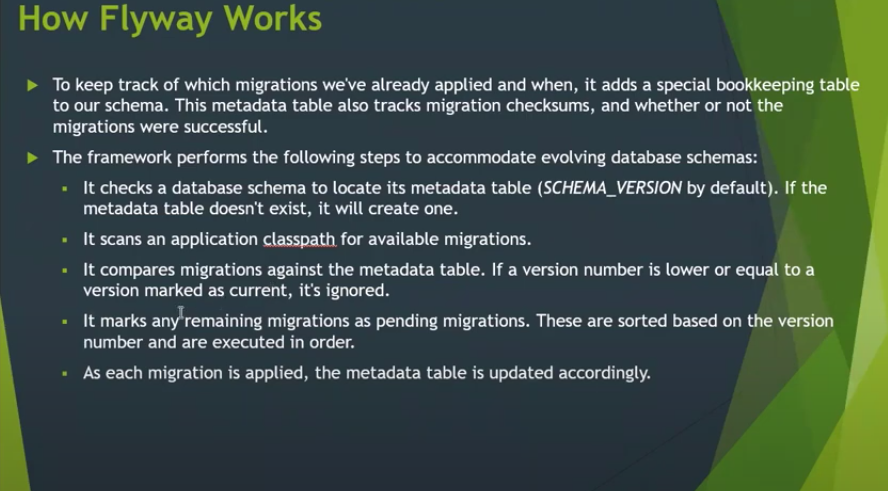 How Flyway Works
To keep track of which migrations we've already applied and when, it adds a special bookkeeping table
to our schema. This metadata table also tracks migration checksums, and whether or not the
migrations were successful.
The framework performs the following steps to accommodate evolving database schemas:
It checks a database schema to locate its metadata table (SCHEMA_VERSION by default). If the
metadata table doesn't exist, it will create one.
It scans an application classpath for available migrations.
It compares migrations against the metadata table. If a version number is lower or equal to a
version marked as current, it's ignored.
It marks any remaining migrations as pending migrations. These are sorted based on the version
number and are executed in order.
As each migration is applied, the metadata table is updated accordingly.